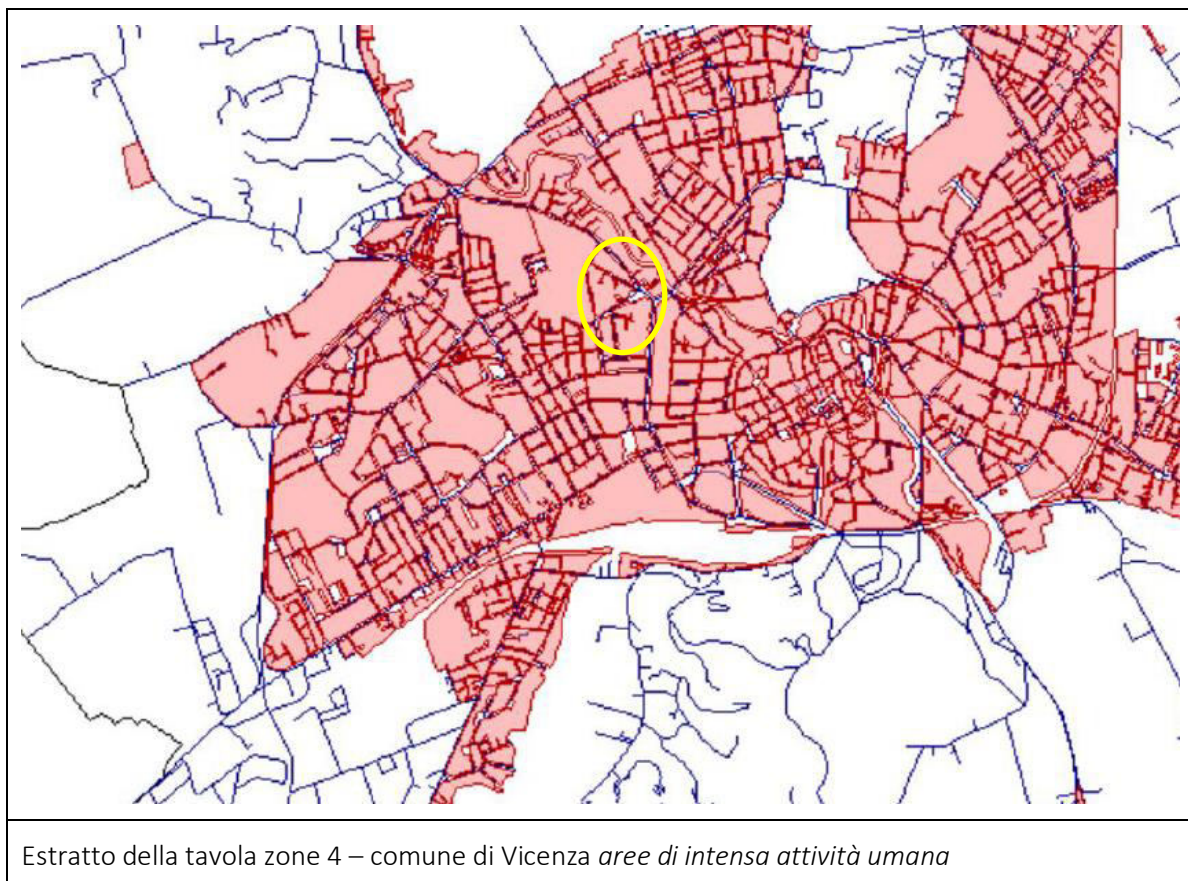 Estratto della tavola zone 4 – comune di Vicenza aree di intensa attività umana